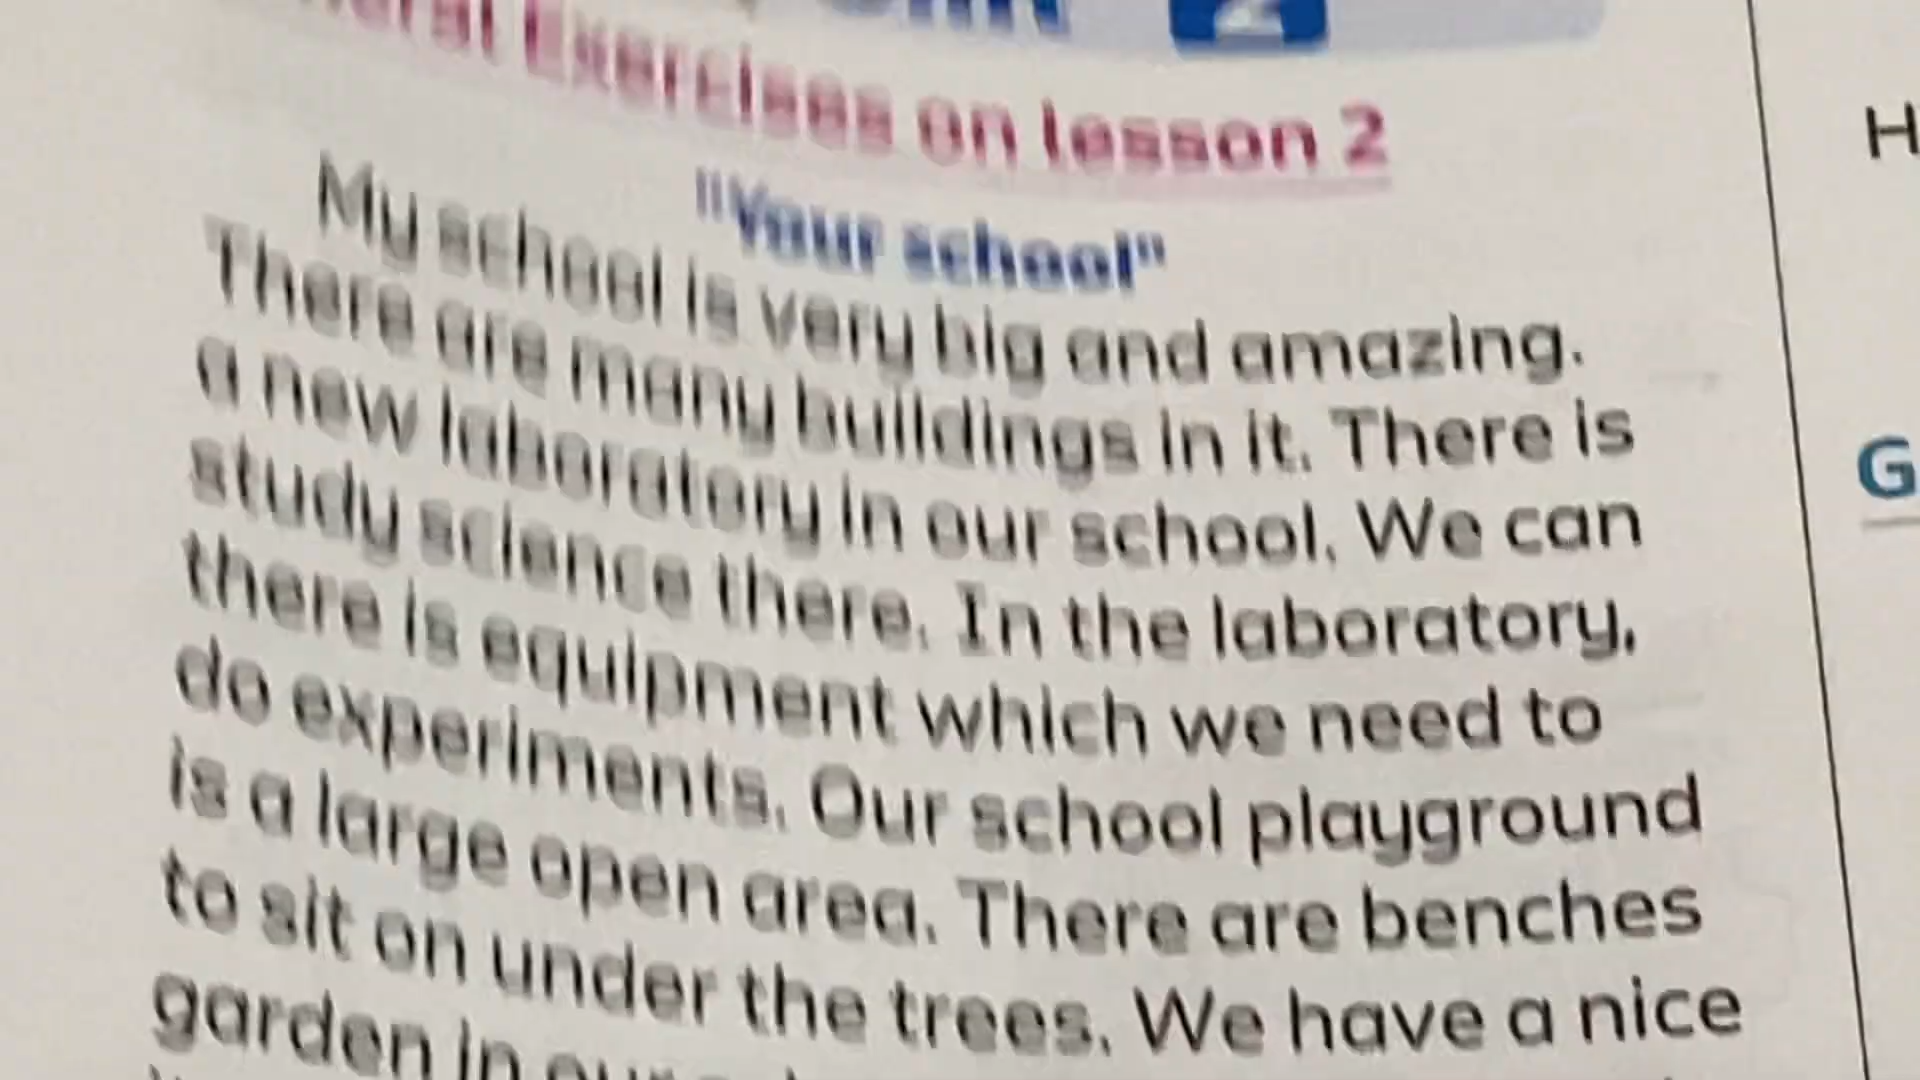 Exercises on lesson 2
"Your school"
My school is very big and amazing.
There are many buildings in it. There is
a new laboratory in our school. We can
study science there. In the laboratory,
there is equipment which we need to
do experiments. Our school playground
is a large open area. There are benches
to sit on under the trees. We have a nice
garden in our
H
G